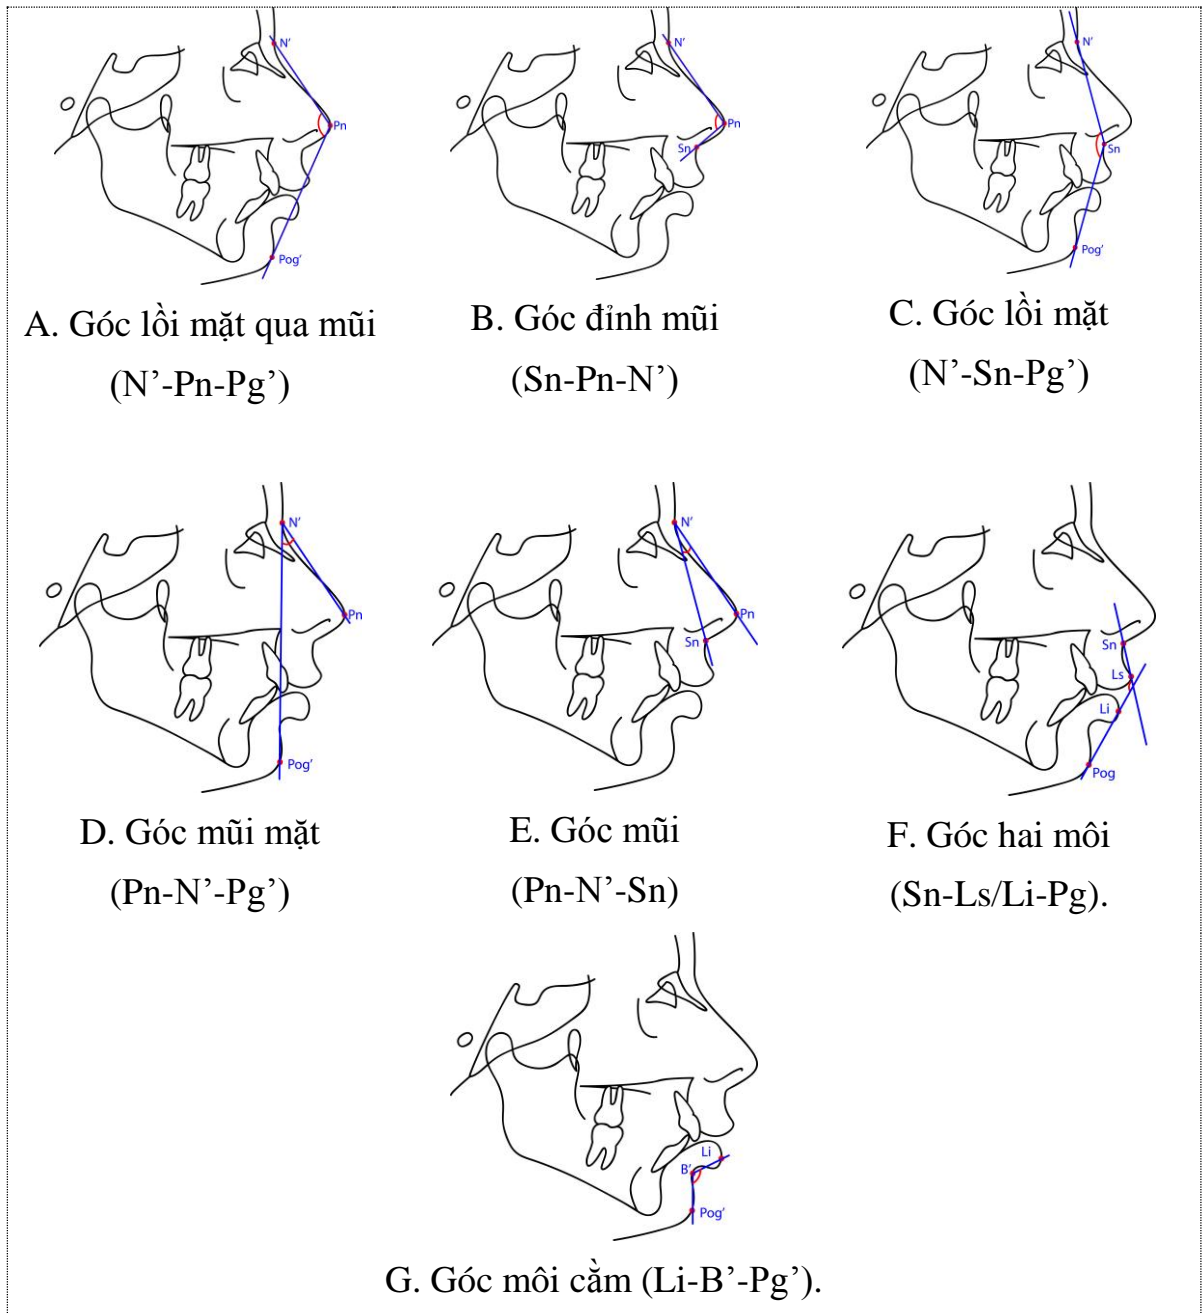 N'
Pn
Pog'
A. Góc lồi mặt qua mũi
(N’-Pn-Pg’)
N'
Pn
Sn
B. Góc đỉnh mũi
(Sn-Pn-N’)
N'
Sn
Pog'
C. Góc lồi mặt
(N’-Sn-Pg’)
N'
Pn
Pog'
D. Góc mũi mặt
(Pn-N’-Pg’)
N'
Pn
Sn
E. Góc mũi
(Pn-N’-Sn)
Sn
Ls
Li
Pog
F. Góc hai môi
(Sn-Ls/Li-Pg).
Li
B'
Pog'
G. Góc môi cằm (Li-B’-Pg’).